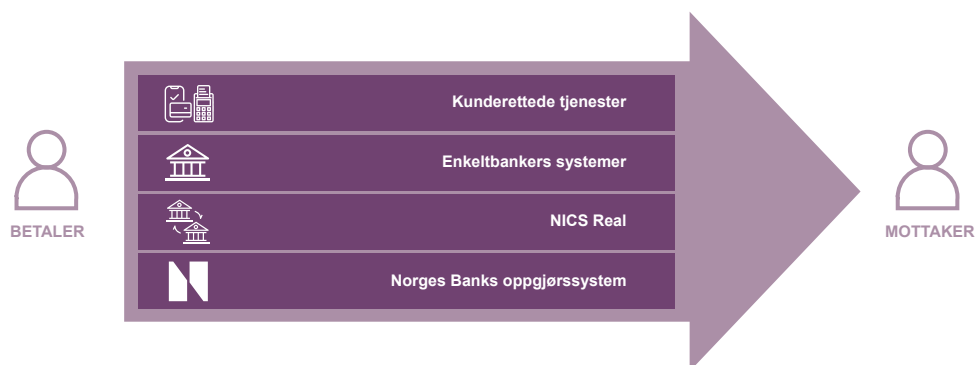 Kunderettede tjenester
Enkeltbankers systemer
NICS Real
Norges Banks oppgjørssystem
BETALER
MOTTAKER